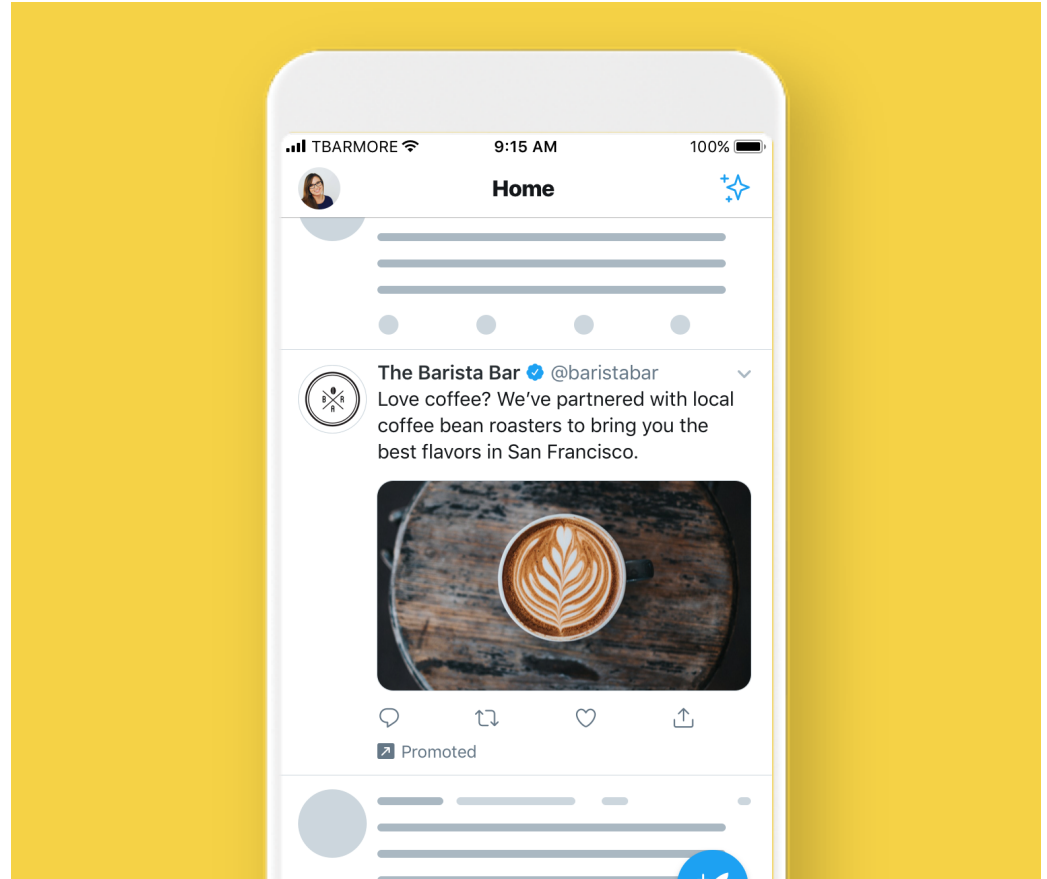 TBARMORE 9:15 AM 100%
Home
The Barista Bar @baristabar
Love coffee? We’ve partnered with local
coffee bean roasters to bring you the
best flavors in San Francisco.
B R
A
Promoted